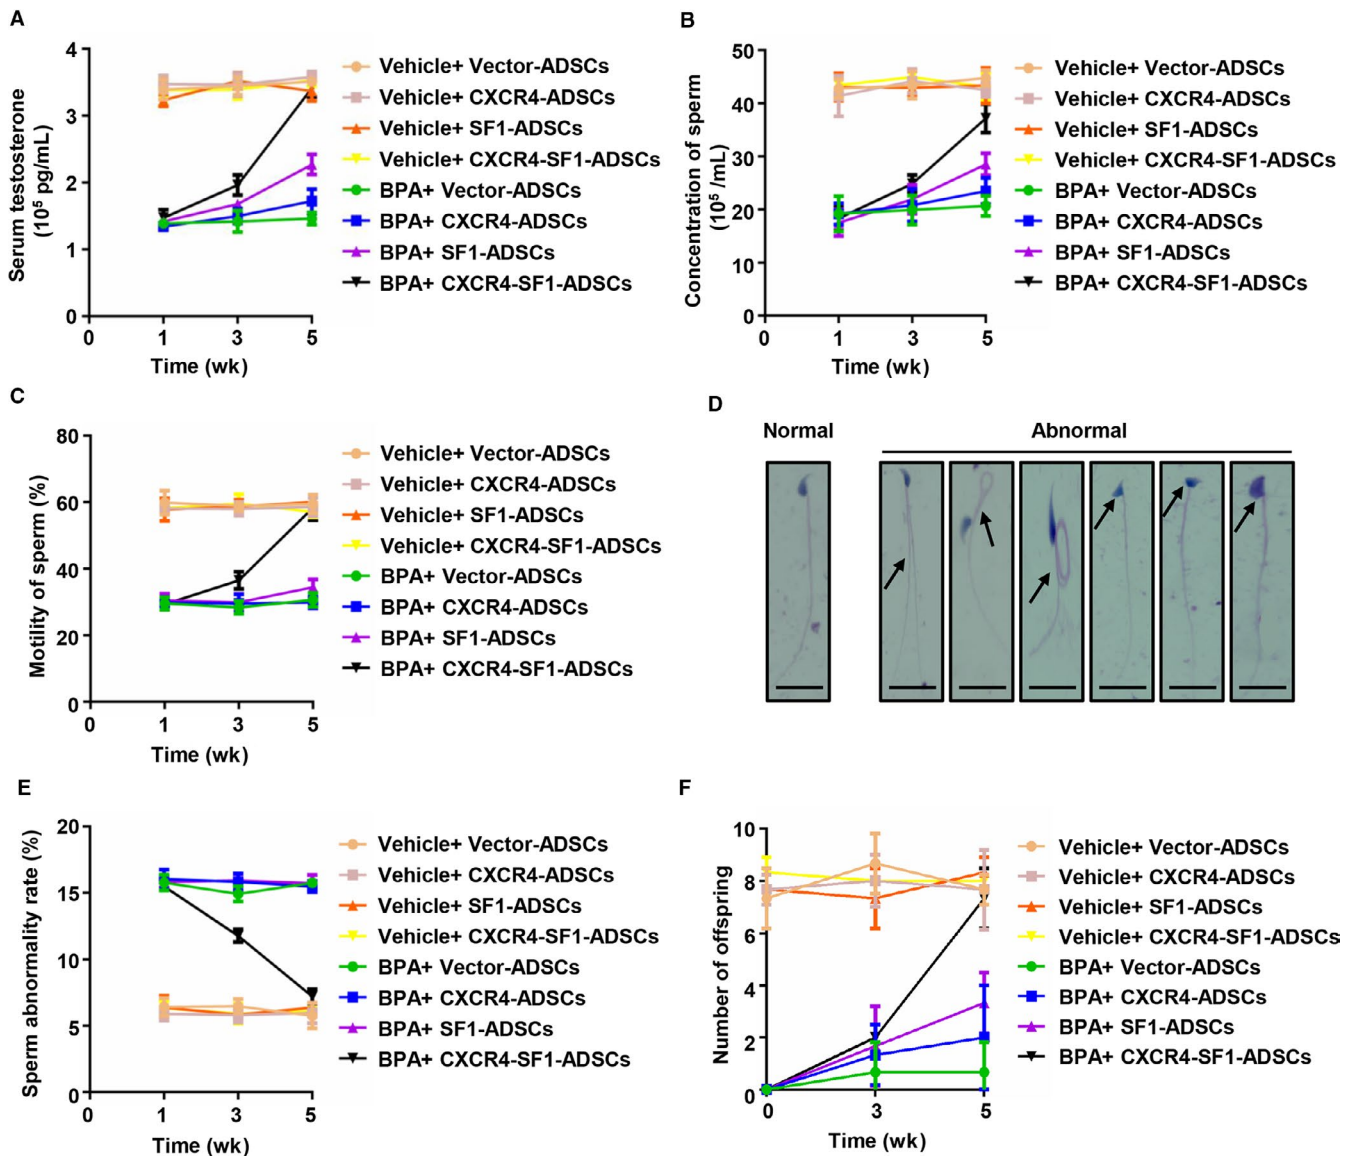 A
Serum testosterone
(10⁵ pg/mL)
4
3
2
1
0
0
1
3
5
Time (wk)
Vehicle+ Vector-ADSCs
Vehicle+ CXCR4-ADSCs
Vehicle+ SF1-ADSCs
Vehicle+ CXCR4-SF1-ADSCs
BPA+ Vector-ADSCs
BPA+ CXCR4-ADSCs
BPA+ SF1-ADSCs
BPA+ CXCR4-SF1-ADSCs
B
Concentration of sperm
(10⁵ /mL)
50
40
30
20
10
0
0
1
3
5
Time (wk)
Vehicle+ Vector-ADSCs
Vehicle+ CXCR4-ADSCs
Vehicle+ SF1-ADSCs
Vehicle+ CXCR4-SF1-ADSCs
BPA+ Vector-ADSCs
BPA+ CXCR4-ADSCs
BPA+ SF1-ADSCs
BPA+ CXCR4-SF1-ADSCs
C
Motility of sperm (%)
80
60
40
20
0
0
1
3
5
Time (wk)
Vehicle+ Vector-ADSCs
Vehicle+ CXCR4-ADSCs
Vehicle+ SF1-ADSCs
Vehicle+ CXCR4-SF1-ADSCs
BPA+ Vector-ADSCs
BPA+ CXCR4-ADSCs
BPA+ SF1-ADSCs
BPA+ CXCR4-SF1-ADSCs
D
Normal
Abnormal
E
Sperm abnormality rate (%)
20
15
10
5
0
0
1
3
5
Time (wk)
Vehicle+ Vector-ADSCs
Vehicle+ CXCR4-ADSCs
Vehicle+ SF1-ADSCs
Vehicle+ CXCR4-SF1-ADSCs
BPA+ Vector-ADSCs
BPA+ CXCR4-ADSCs
BPA+ SF1-ADSCs
BPA+ CXCR4-SF1-ADSCs
F
Number of offspring
10
8
6
4
2
0
0
3
5
Time (wk)
Vehicle+ Vector-ADSCs
Vehicle+ CXCR4-ADSCs
Vehicle+ SF1-ADSCs
Vehicle+ CXCR4-SF1-ADSCs
BPA+ Vector-ADSCs
BPA+ CXCR4-ADSCs
BPA+ SF1-ADSCs
BPA+ CXCR4-SF1-ADSCs